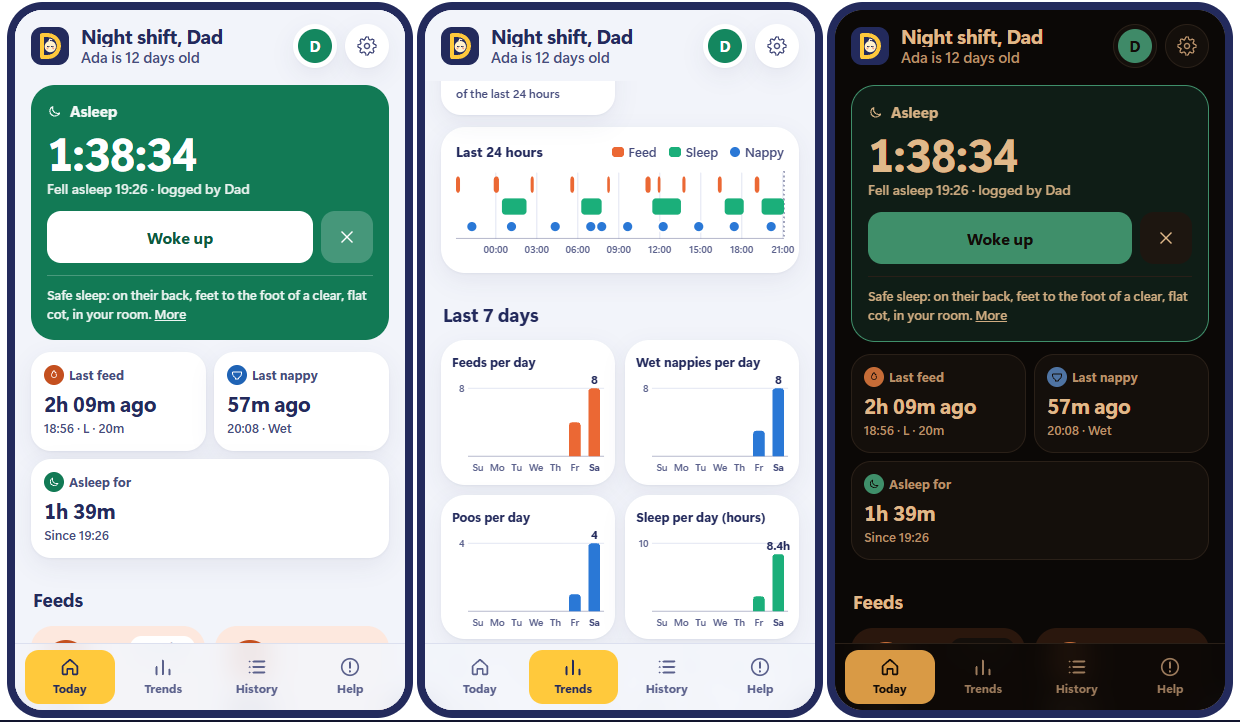 Night shift, Dad
Ada is 12 days old
D
Asleep
1:38:34
Fell asleep 19:26 · logged by Dad
Woke up
Safe sleep: on their back, feet to the foot of a clear, flat
cot, in your room. More
Last feed
2h 09m ago
18:56 · L · 20m
Last nappy
57m ago
20:08 · Wet
Asleep for
1h 39m
Since 19:26
Feeds
Today
Trends
History
Help
Night shift, Dad
Ada is 12 days old
D
of the last 24 hours
Last 24 hours
Feed
Sleep
Nappy
00:00 03:00 06:00 09:00 12:00 15:00 18:00 21:00
Last 7 days
Feeds per day
8
8
Su Mo Tu We Th Fr Sa
Wet nappies per day
8
8
Su Mo Tu We Th Fr Sa
Poos per day
4
4
Su Mo Tu We Th Fr Sa
Sleep per day (hours)
8.4h
10
Su Mo Tu We Th Fr Sa
Today
Trends
History
Help
Night shift, Dad
Ada is 12 days old
D
Asleep
1:38:34
Fell asleep 19:26 · logged by Dad
Woke up
Safe sleep: on their back, feet to the foot of a clear, flat
cot, in your room. More
Last feed
2h 09m ago
18:56 · L · 20m
Last nappy
57m ago
20:08 · Wet
Asleep for
1h 39m
Since 19:26
Feeds
Today
Trends
History
Help